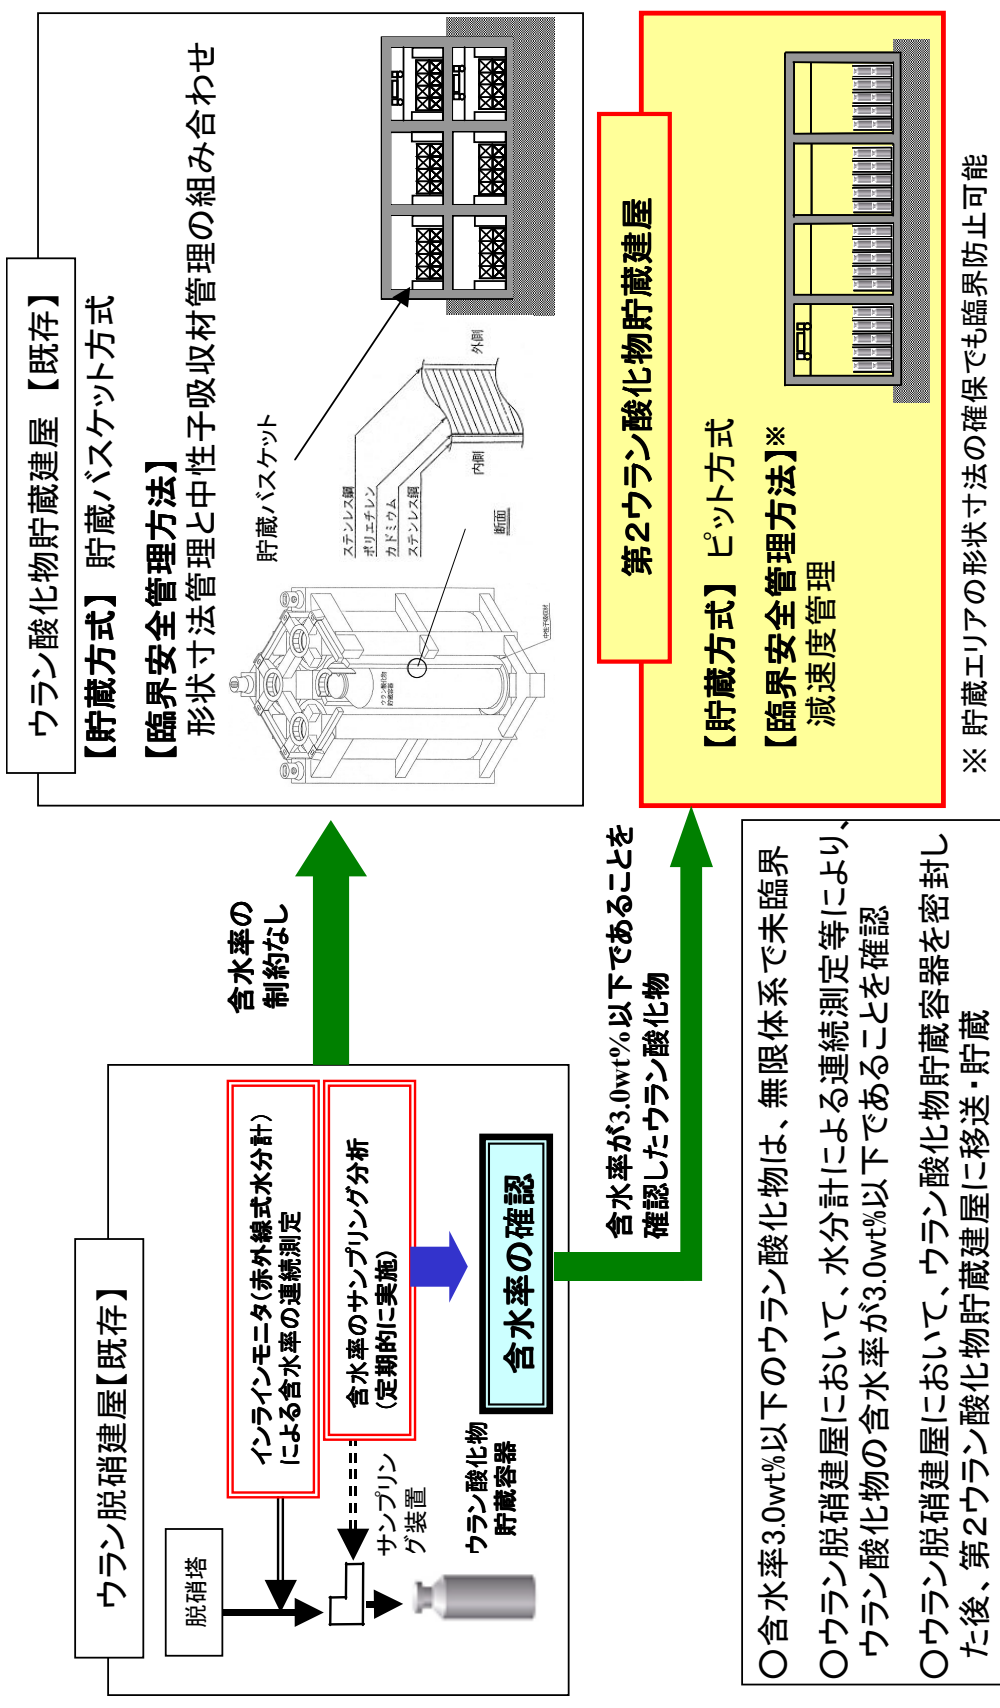 ウラン脱硝建屋【既存】
脱硝塔
インラインモニタ(赤外線式水分計)
による含水率の連続測定
含水率のサンプリング分析
(定期的に実施)
サンプリン
グ装置
ウラン酸化物
貯蔵容器
含水率の確認
含水率の
制約なし
含水率が3.0wt%以下であることを
確認したウラン酸化物
ウラン酸化物貯蔵建屋 【既存】
【貯蔵方式】 貯蔵バスケット方式
【臨界安全管理方法】
形状寸法管理と中性子吸収材管理の組み合わせ
貯蔵バスケット
ステンレス鋼
ポリエチレン
カドミウム
ステンレス鋼
内側
外側
断面
ウラン酸化物
貯蔵容器
中性子吸収材
第2ウラン酸化物貯蔵建屋
【貯蔵方式】 ピット方式
【臨界安全管理方法】※
減速度管理
※ 貯蔵エリアの形状寸法の確保でも臨界防止可能
○含水率3.0wt%以下のウラン酸化物は、無限体系で未臨界
○ウラン脱硝建屋において、水分計による連続測定等により、
ウラン酸化物の含水率が3.0wt%以下であることを確認
○ウラン脱硝建屋において、ウラン酸化物貯蔵容器を密封し
た後、第2ウラン酸化物貯蔵建屋に移送・貯蔵